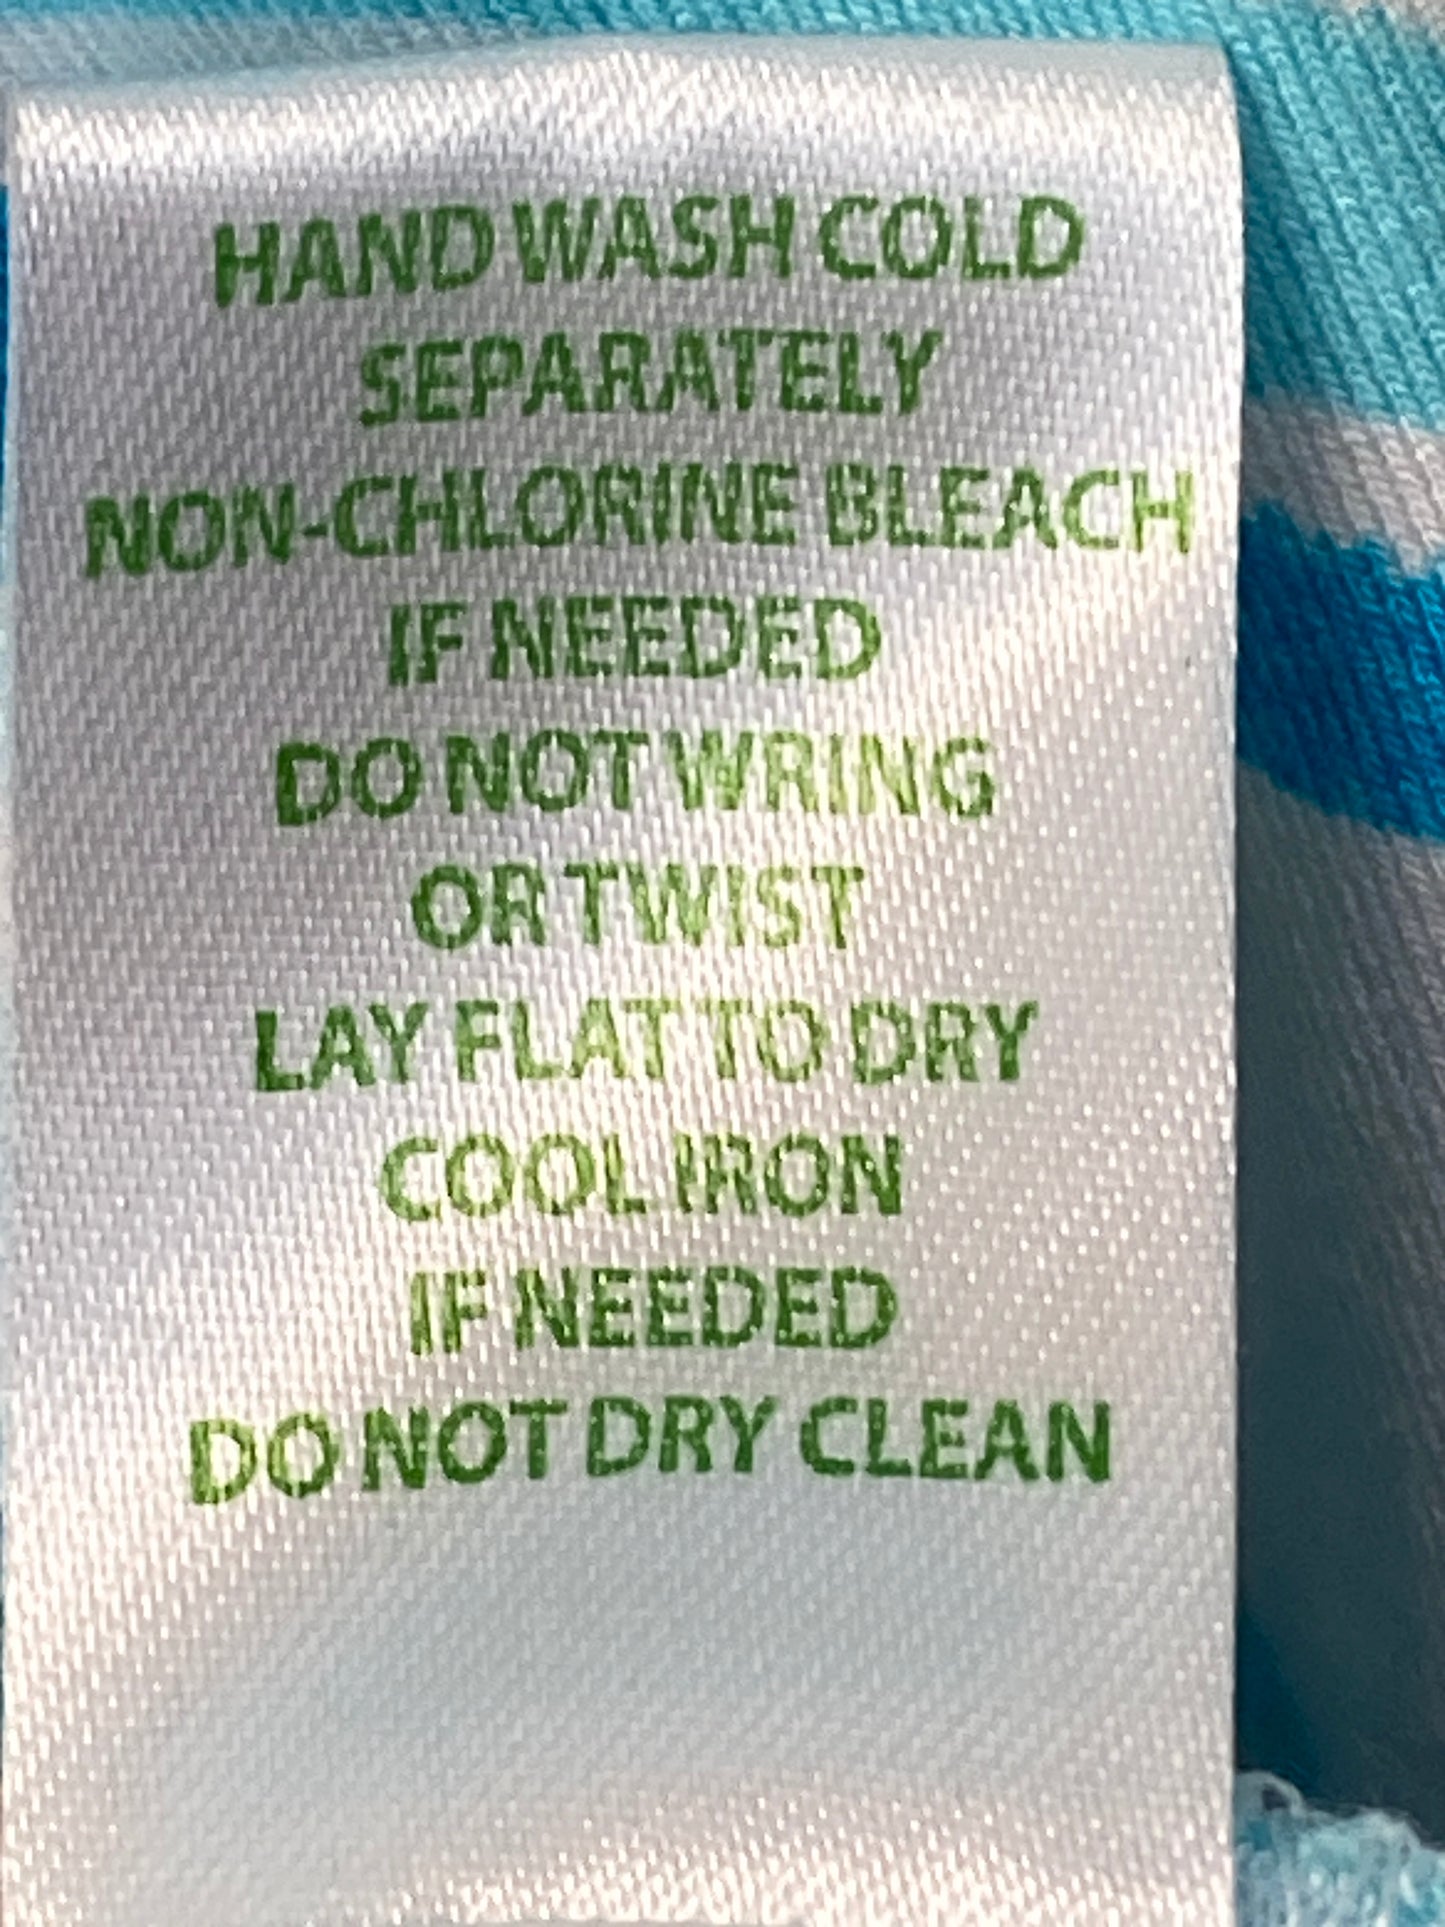 HAND WASH COLD
SEPARATELY
NON-CHLORINE BLEACH
IF NEEDED
DO NOT WRING
OR TWIST
LAY FLAT TO DRY
COOL IRON
IF NEEDED
DO NOT DRY CLEAN